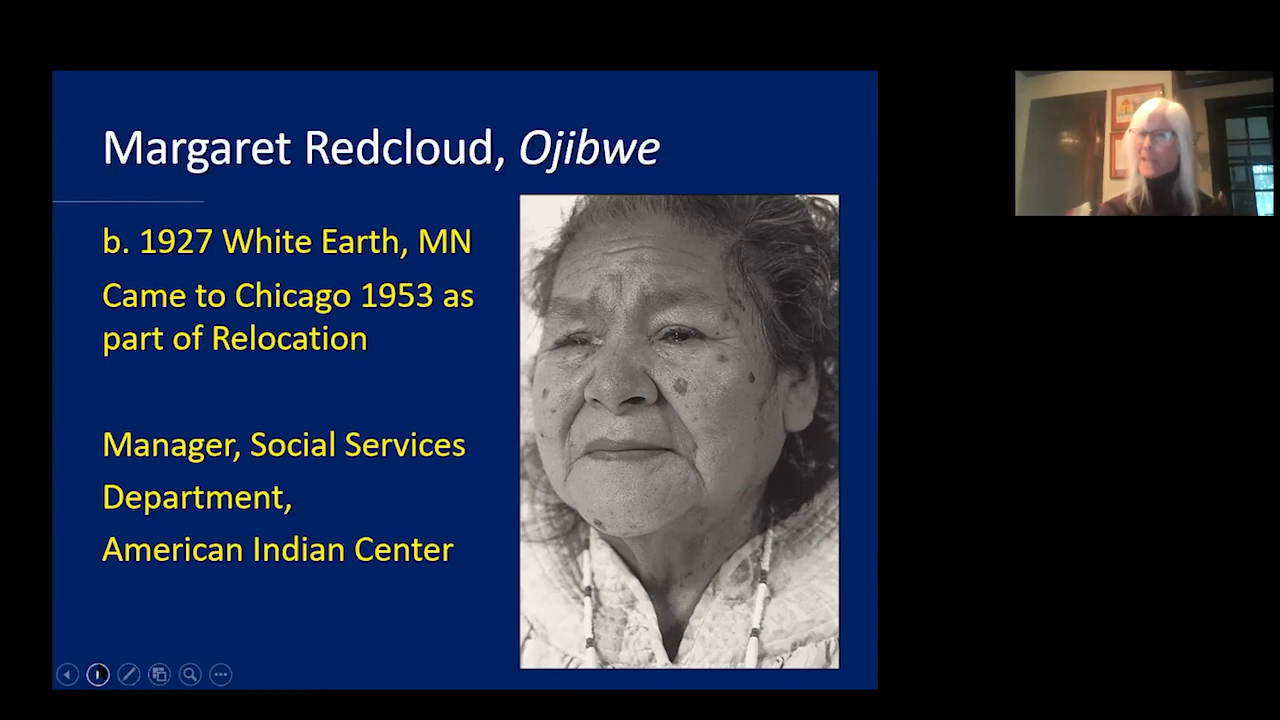 Margaret Redcloud, Ojibwe
b. 1927 White Earth, MN
Came to Chicago 1953 as
part of Relocation
Manager, Social Services
Department,
American Indian Center